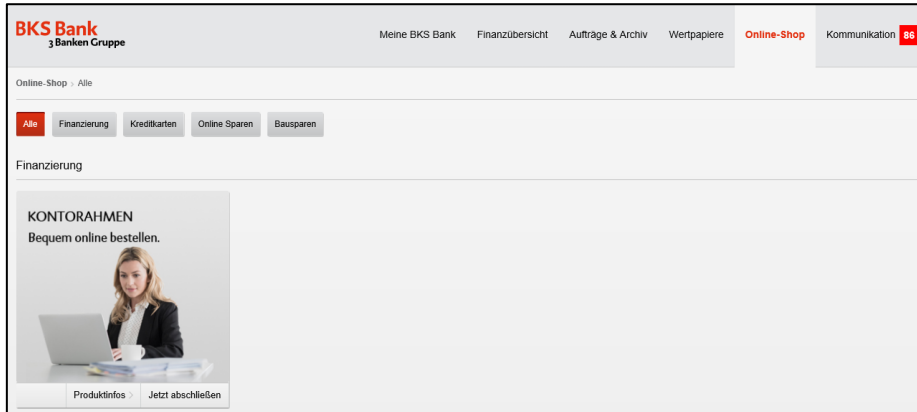 BKS Bank
3 Banken Gruppe
Meine BKS Bank Finanzübersicht Aufträge & Archiv Wertpapiere Online-Shop Kommunikation 86
Online-Shop > Alle
Alle Finanzierung Kreditkarten Online Sparen Bausparen
Finanzierung
KONTORAHMEN
Bequem online bestellen.
Produktinfos > Jetzt abschließen